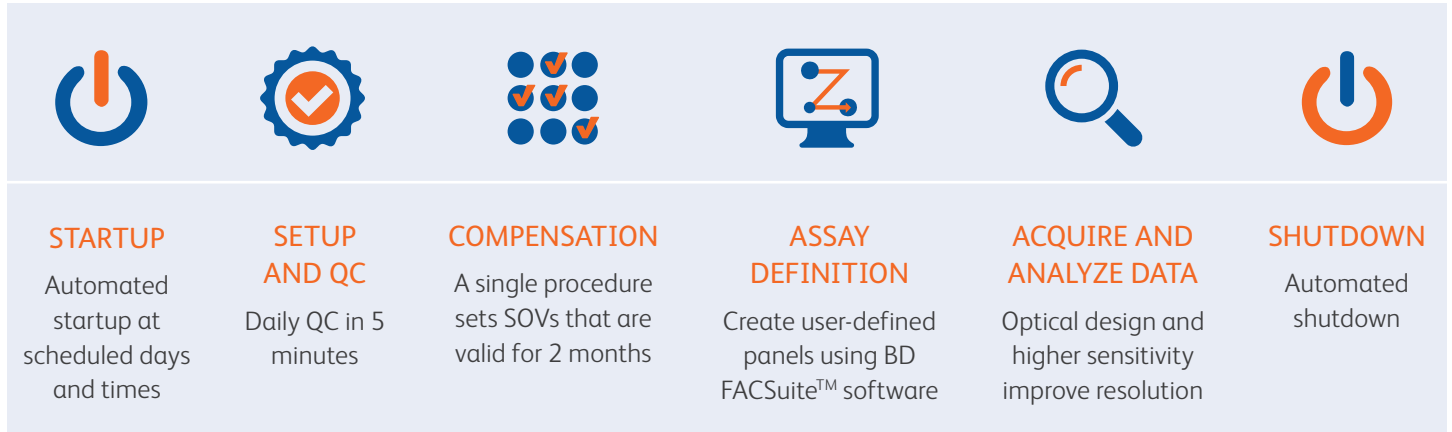 STARTUP
Automated
startup at
scheduled days
and times
SETUP
AND QC
Daily QC in 5
minutes
COMPENSATION
A single procedure
sets SOVs that are
valid for 2 months
ASSAY
DEFINITION
Create user-defined
panels using BD
FACSuite™ software
ACQUIRE AND
ANALYZE DATA
Optical design and
higher sensitivity
improve resolution
SHUTDOWN
Automated
shutdown